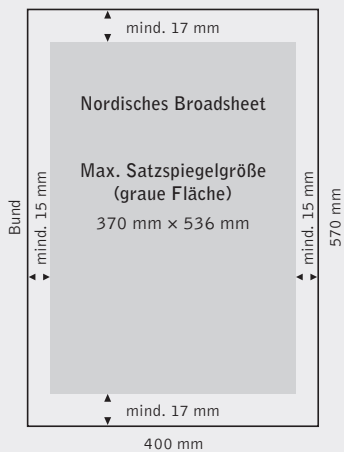 mind. 17 mm
Nordisches Broadsheet
Max. Satzspiegelgröße
(graue Fläche)
370 mm × 536 mm
Bund
mind. 15 mm
mind. 15 mm
570 mm
mind. 17 mm
400 mm